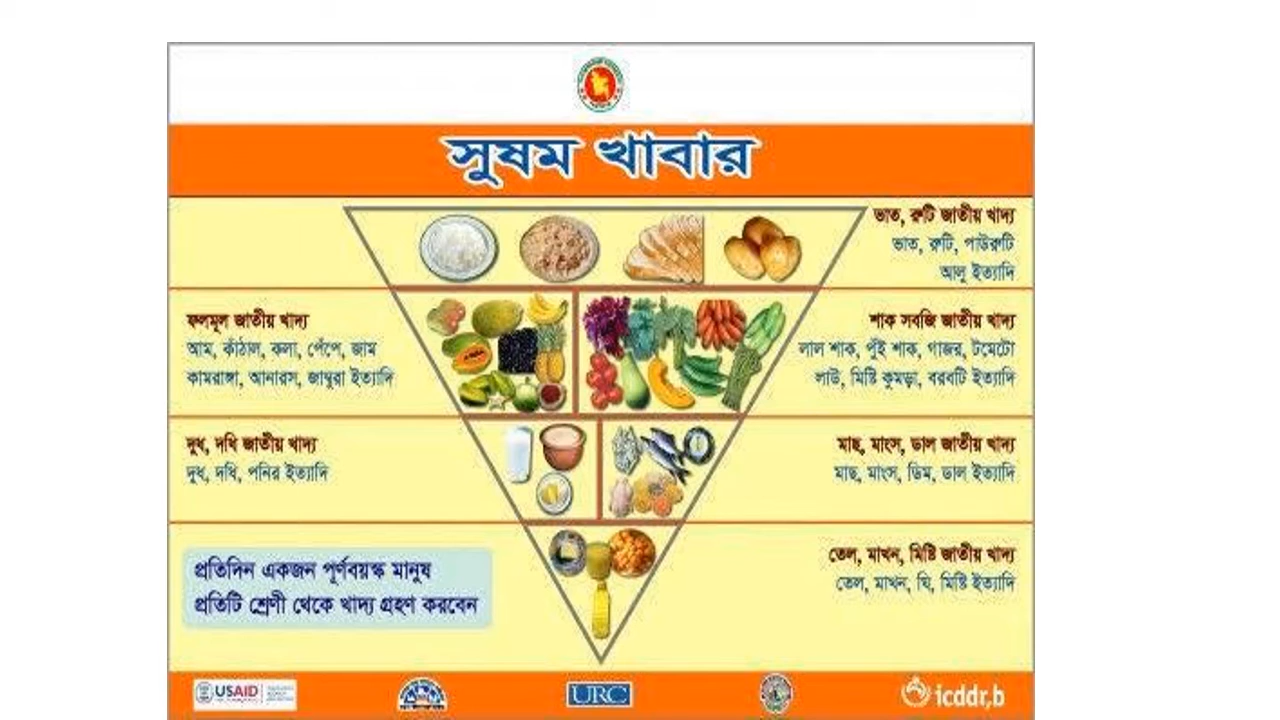 সুষম খাবার
ভাত, রুটি জাতীয় খাদ্য
ভাত, রুটি, পাউরুটি
আলু ইত্যাদি
ফলমূল জাতীয় খাদ্য
আম, কাঁঠাল, কলা, পেঁপে, জাম
কামরাঙ্গা, আনারস, জাম্বুরা ইত্যাদি
শাক সবজি জাতীয় খাদ্য
লাল শাক, পুঁই শাক, গাজর, টমেটো
লাউ, মিষ্টি কুমড়া, বরবটি ইত্যাদি
দুধ, দধি জাতীয় খাদ্য
দুধ, দধি, পনির ইত্যাদি
মাছ, মাংস, ডাল জাতীয় খাদ্য
মাছ, মাংস, ডিম, ডাল ইত্যাদি
তেল, মাখন, মিষ্টি জাতীয় খাদ্য
তেল, মাখন, ঘি, মিষ্টি ইত্যাদি
প্রতিদিন একজন পূর্ণবয়স্ক মানুষ
প্রতিটি শ্রেণী থেকে খাদ্য গ্রহণ করবেন
USAID
URC
icddr,b